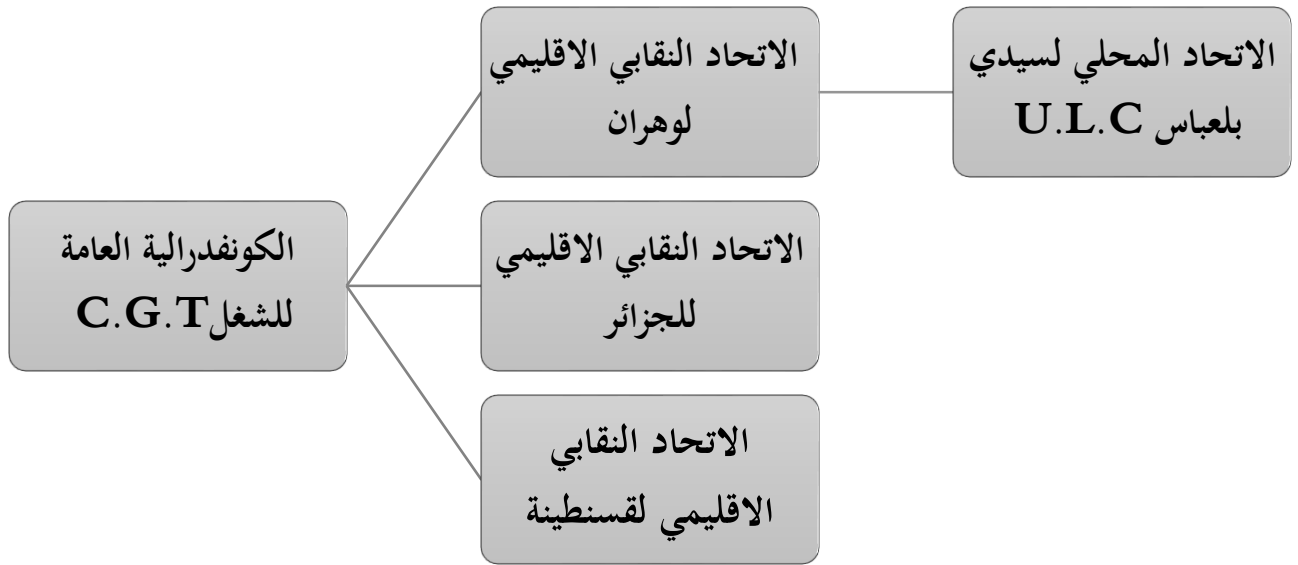 الاتحاد النقابي الاقليمي
لوهران
الاتحاد المحلي لسيدي
بلعباس U.L.C
الكونفدرالية العامة
للشغلC.G.T
الاتحاد النقابي الاقليمي
للجزائر
الاتحاد النقابي
الاقليمي لقسنطينة